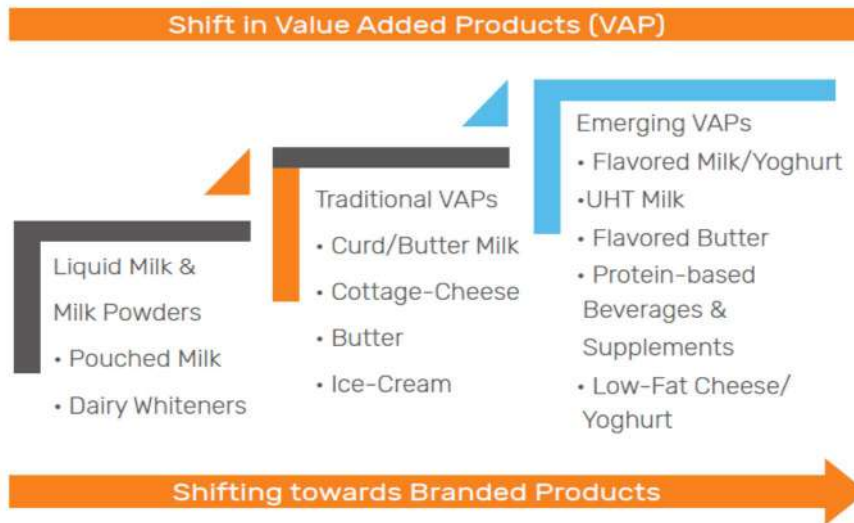 Shift in Value Added Products (VAP)
Liquid Milk &
Milk Powders
• Pouched Milk
• Dairy Whiteners
Traditional VAPs
• Curd/Butter Milk
• Cottage-Cheese
• Butter
• Ice-Cream
Emerging VAPs
• Flavored Milk/Yoghurt
•UHT Milk
• Flavored Butter
• Protein-based
Beverages &
Supplements
• Low-Fat Cheese/
Yoghurt
Shifting towards Branded Products